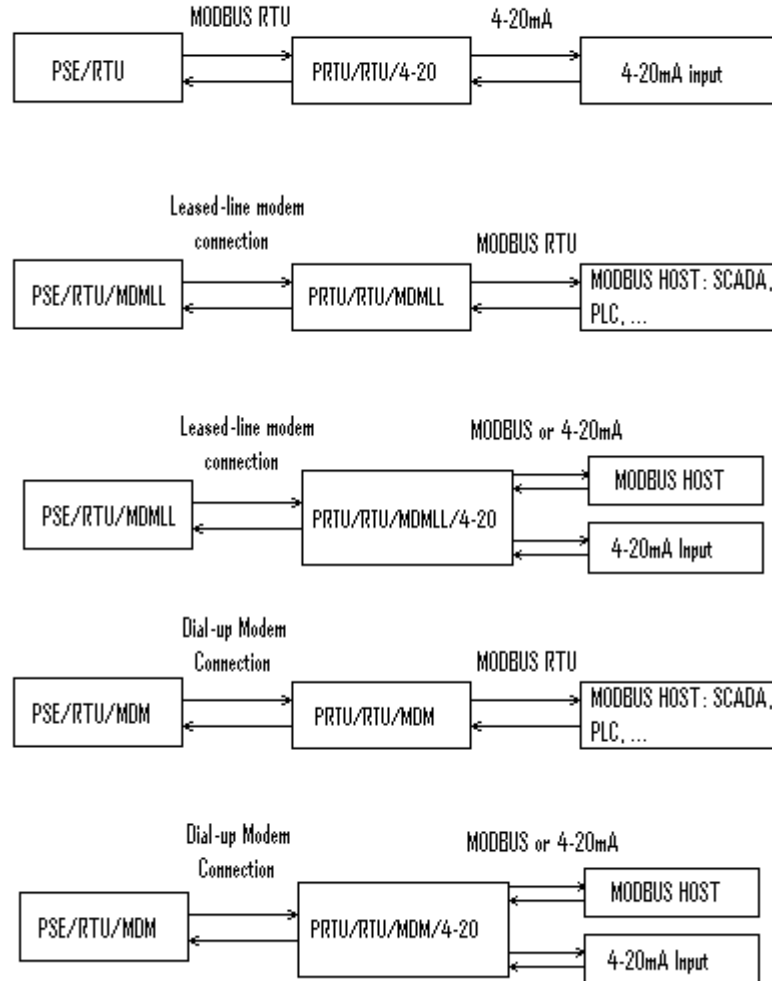 MODBUS RTU
4-20mA
PSE/RTU
PRTU/RTU/4-20
4-20mA input
Leased-line modem
connection
MODBUS RTU
PSE/RTU/MDMLL
PRTU/RTU/MDMLL
MODBUS HOST: SCADA,
PLC, ...
Leased-line modem
connection
MODBUS or 4-20mA
PSE/RTU/MDMLL
PRTU/RTU/MDMLL/4-20
MODBUS HOST
4-20mA Input
Dial-up Modem
Connection
MODBUS RTU
PSE/RTU/MDM
PRTU/RTU/MDM
MODBUS HOST: SCADA,
PLC, ...
Dial-up Modem
Connection
MODBUS or 4-20mA
PSE/RTU/MDM
PRTU/RTU/MDM/4-20
MODBUS HOST
4-20mA Input